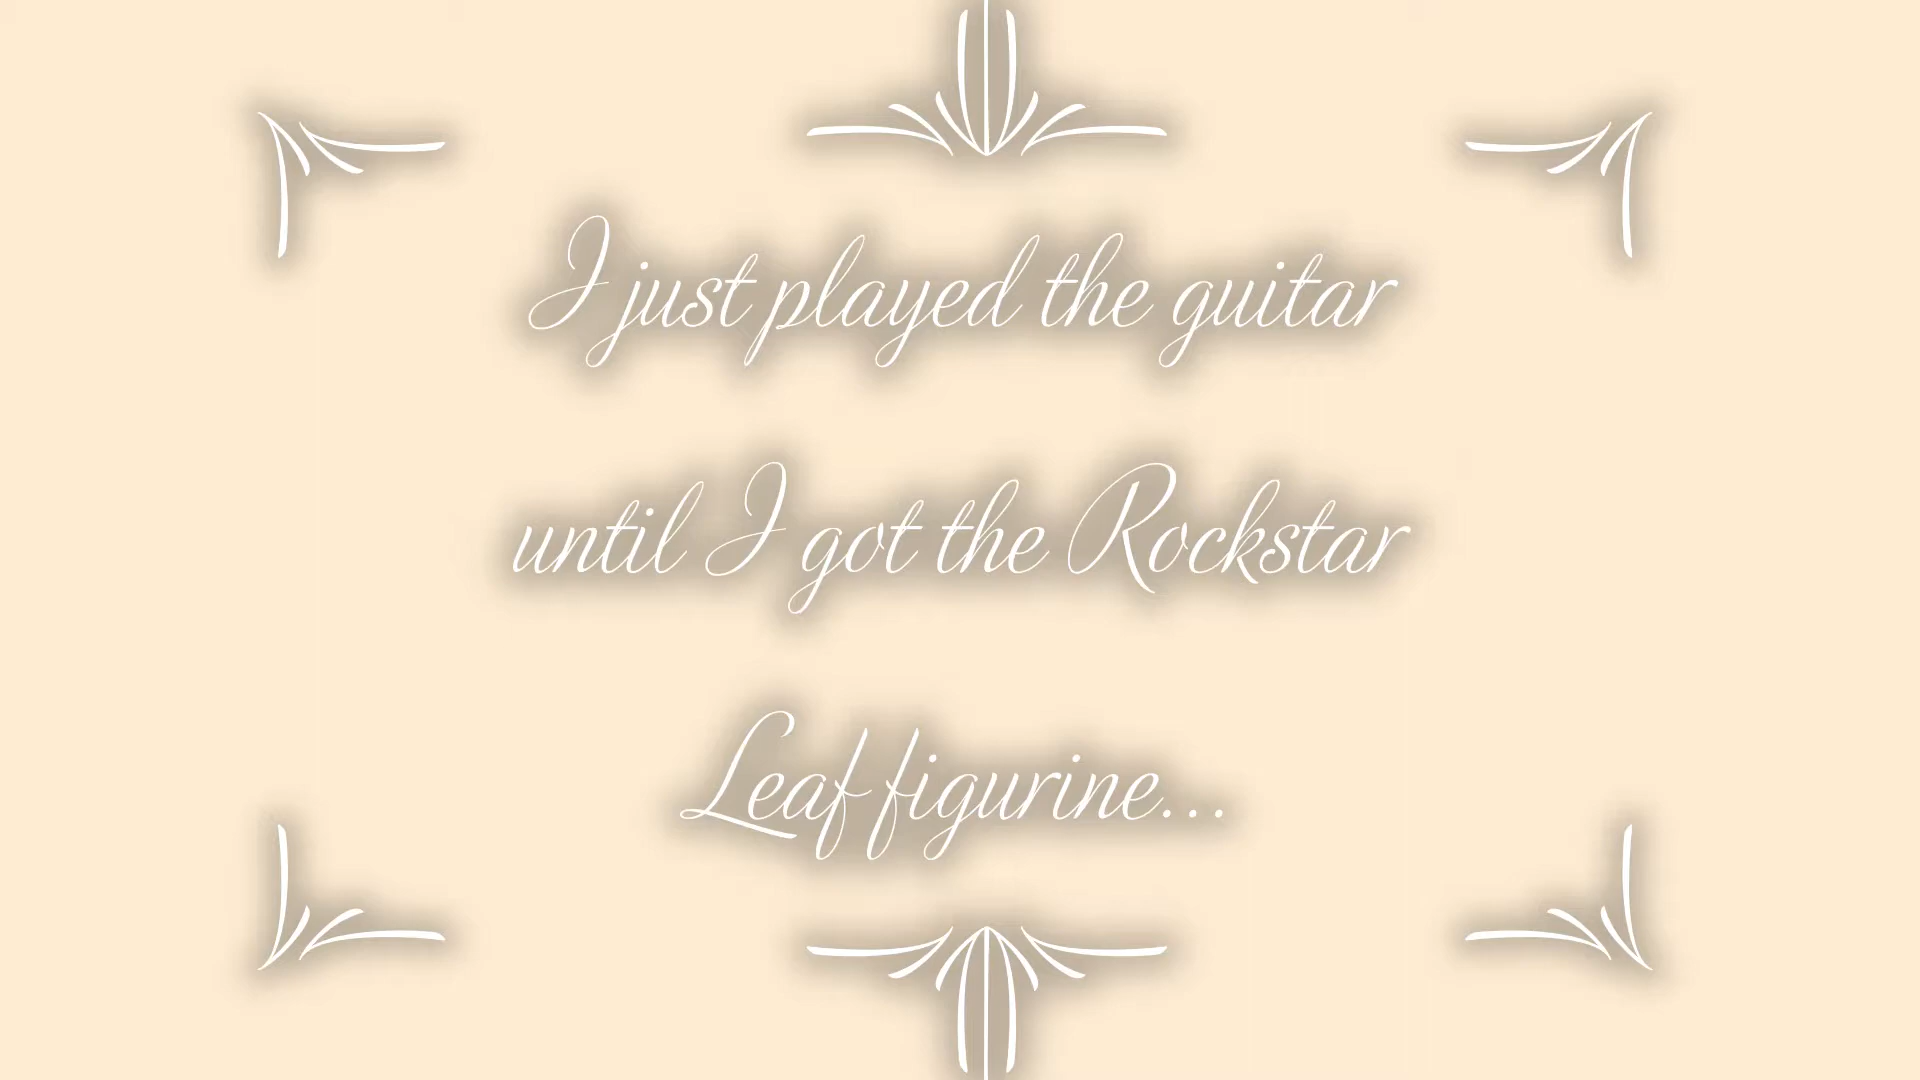 I just played the guitar
until I got the Rockstar
Leaf figurine...